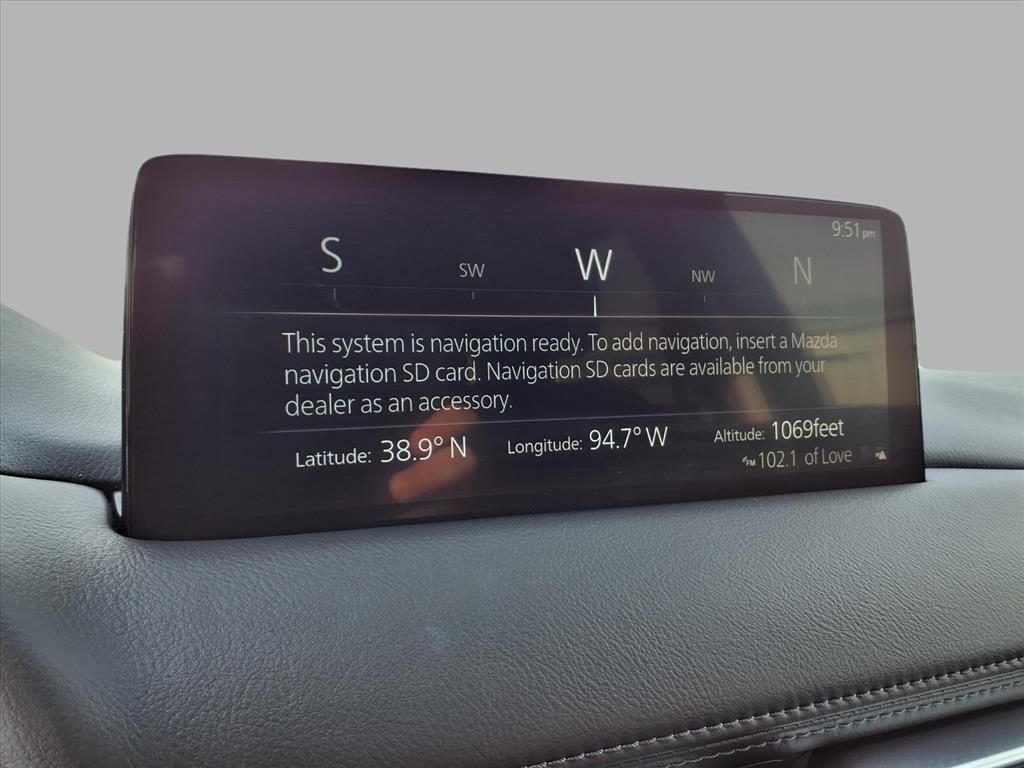 9:51 pm
S SW W NW N
This system is navigation ready. To add navigation, insert a Mazda
navigation SD card. Navigation SD cards are available from your
dealer as an accessory.
Latitude: 38.9° N Longitude: 94.7° W Altitude: 1069feet
FM 102.1 of Love